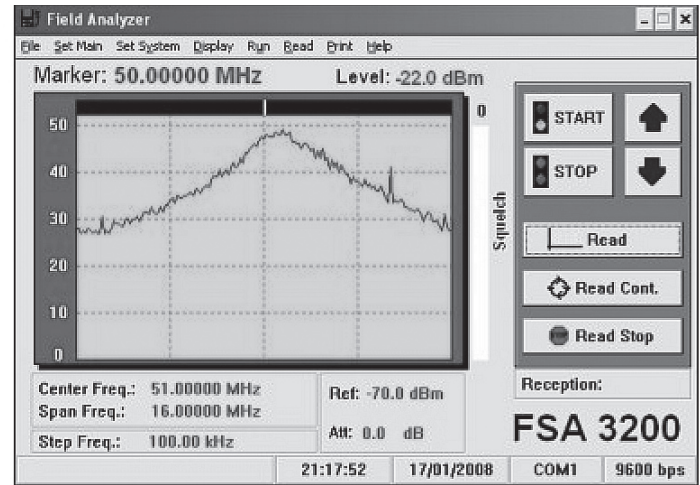 Field Analyzer
File Set Main Set System Display Run Read Print Help
Marker: 50.00000 MHz Level: -22.0 dBm
0
50
40
30
20
10
0
Squelch
START
STOP
Read
Read Cont.
Read Stop
Center Freq.: 51.00000 MHz
Span Freq.: 16.00000 MHz
Step Freq.: 100.00 kHz
Ref: -70.0 dBm
Att: 0.0 dB
Reception:
FSA 3200
21:17:52 17/01/2008 COM1 9600 bps